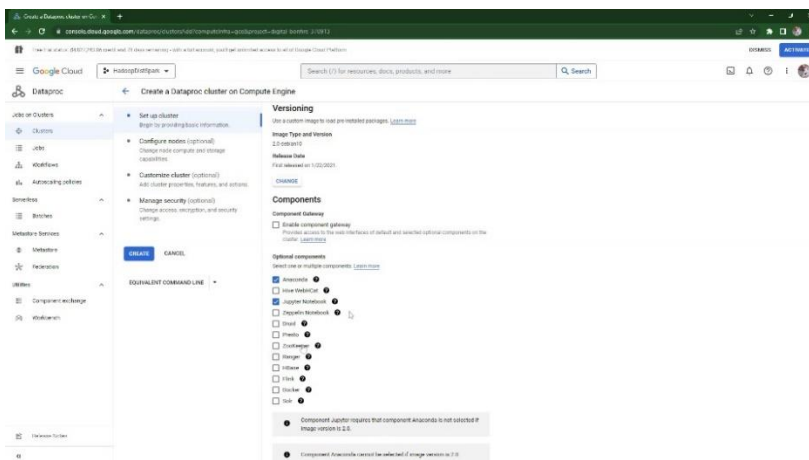 Create a Dataproc cluster on Co
console.cloud.google.com/dataproc/clusters
DISMISS
ACTIVATE
Google Cloud
HadoopDistSpark
Search (/) for resources, docs, products, and more
Search
Dataproc
Create a Dataproc cluster on Compute Engine
Jobs on Clusters
Clusters
Jobs
Workflows
Autoscaling policies
Serverless
Batches
Metastore Services
Metastore
Federation
Utilities
Component exchange
Workbench
Release Notes
Set up cluster
Begin by providing basic information.
Configure nodes (optional)
Change node compute and storage
capabilities.
Customize cluster (optional)
Add cluster properties, features, and actions.
Manage security (optional)
Change access, encryption, and security
settings.
CREATE
CANCEL
EQUIVALENT COMMAND LINE
Versioning
Use a custom image to load pre-installed packages. Learn more
Image Type and Version
2.0-debian10
Release Date
First released on 1/22/2021.
CHANGE
Components
Component Gateway
Enable component gateway
Provides access to the web interfaces of default and selected optional components on the
cluster. Learn more
Optional components
Select one or multiple components. Learn more
Anaconda
Hive WebHCat
Jupyter Notebook
Zeppelin Notebook
Druid
Presto
ZooKeeper
Ranger
HBase
Flink
Docker
Solr
Component Jupyter requires that component Anaconda is not selected if
image version is 2.0.
Component Anaconda cannot be selected if image version is 2.0